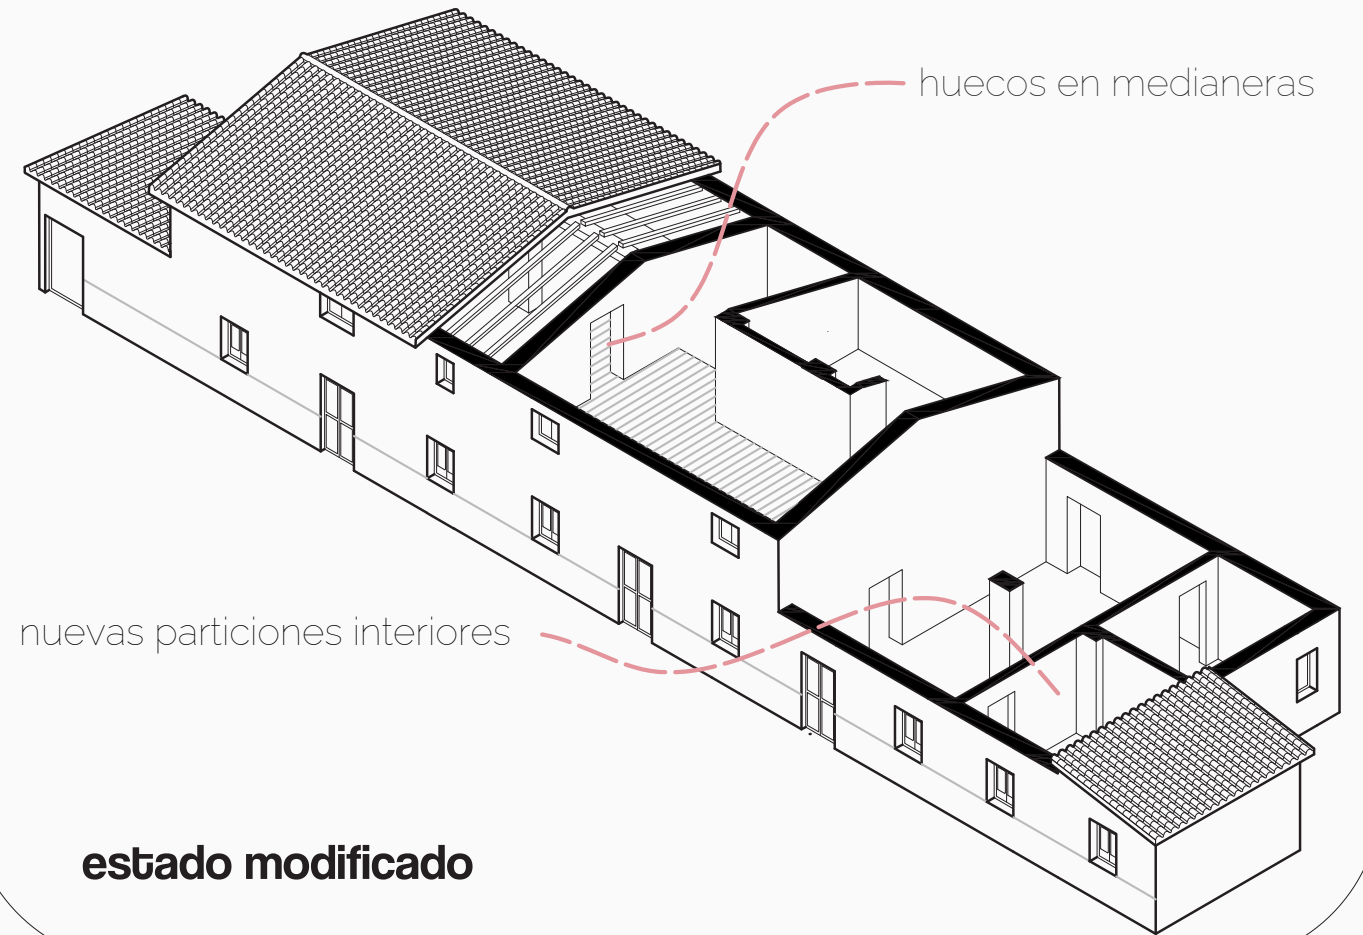 huecos en medianeras
nuevas particiones interiores
estado modificado